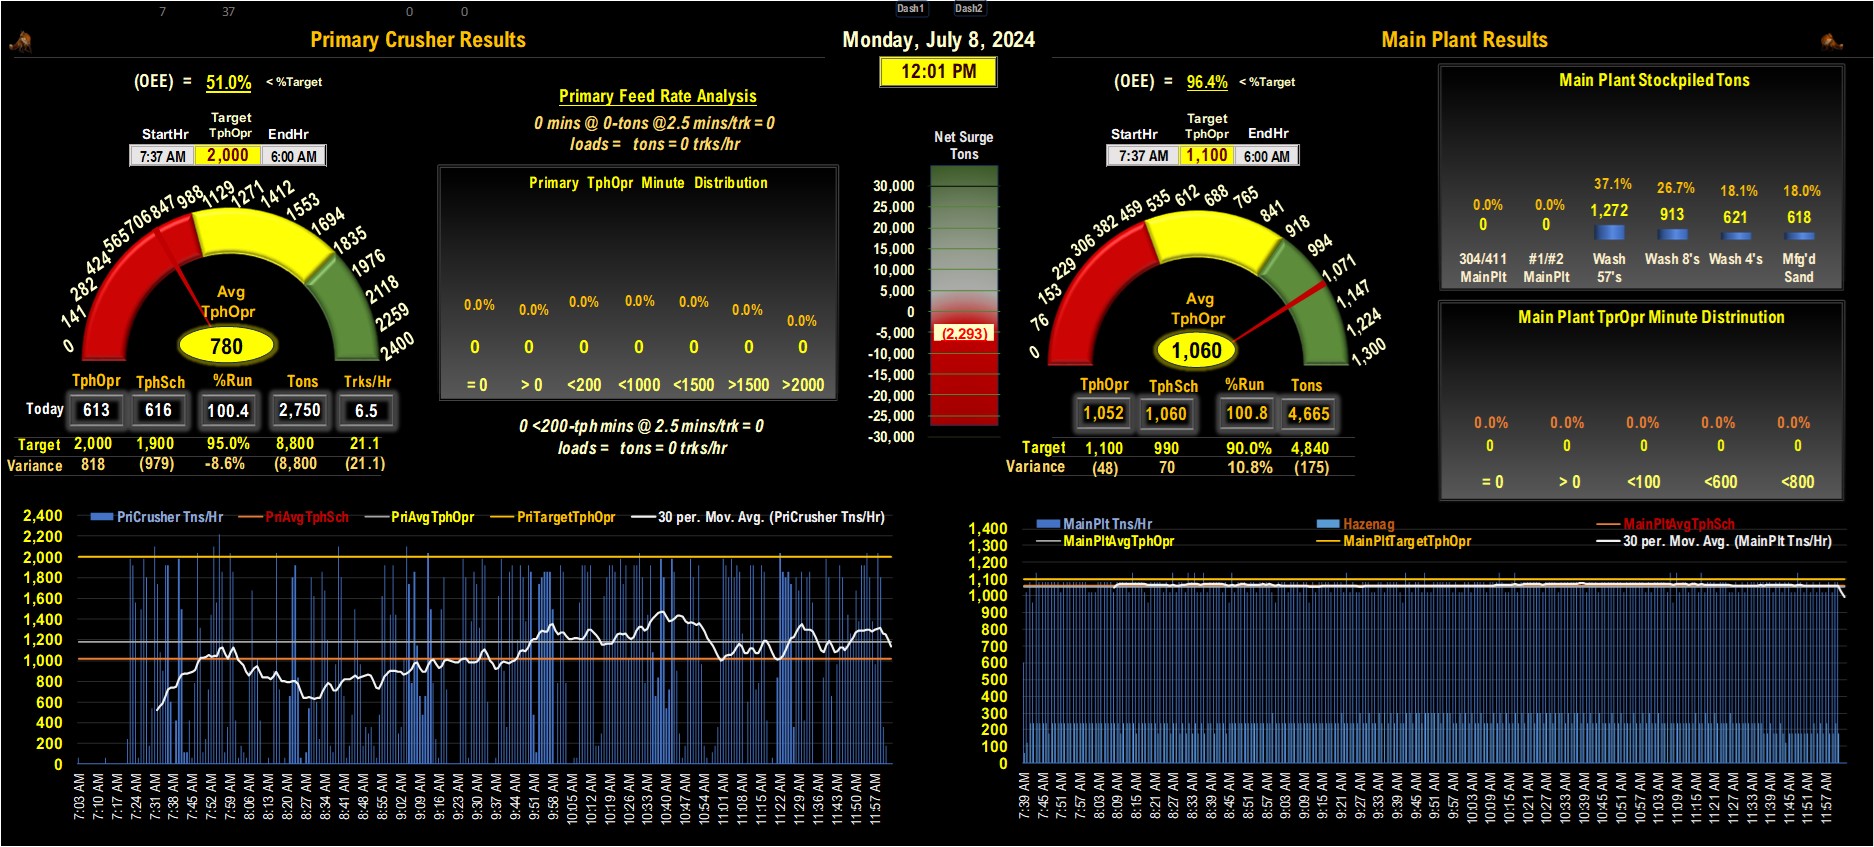 7 37 0 0 Dash1 Dash2
Primary Crusher Results
Monday, July 8, 2024
12:01 PM
Main Plant Results
(OEE) = 51.0% < %Target
Target
StartHr TphOpr EndHr
7:37 AM 2,000 6:00 AM
0 141 282 424 565 706 847 988 1129 1271 1412 1553 1694 1835 1976 2118 2259 2400
Avg
TphOpr
780
TphOpr TphSch %Run Tons Trks/Hr
Today 613 616 100.4 2,750 6.5
Target 2,000 1,900 95.0% 8,800 21.1
Variance 818 (979) -8.6% (8,800 (21.1)
Primary Feed Rate Analysis
0 mins @ 0-tons @2.5 mins/trk = 0
loads = tons = 0 trks/hr
Primary TphOpr Minute Distribution
0.0% 0.0% 0.0% 0.0% 0.0% 0.0% 0.0%
0 0 0 0 0 0 0
= 0 > 0 <200 <1000 <1500 >1500 >2000
0 <200-tph mins @ 2.5 mins/trk = 0
loads = tons = 0 trks/hr
Net Surge
Tons
30,000
25,000
20,000
15,000
10,000
5,000
0
-5,000
(2,293)
-10,000
-15,000
-20,000
-25,000
-30,000
(OEE) = 96.4% < %Target
Target
StartHr TphOpr EndHr
7:37 AM 1,100 6:00 AM
0 76 153 229 306 382 459 535 612 688 765 841 918 994 1,071 1,147 1,224 1,300
Avg
TphOpr
1,060
TphOpr TphSch %Run Tons
1,052 1,060 100.8 4,665
Target 1,100 990 90.0% 4,840
Variance (48) 70 10.8% (175)
Main Plant Stockpiled Tons
0.0% 0.0% 37.1% 26.7% 18.1% 18.0%
0 0 1,272 913 621 618
304/411 #1/#2 Wash Wash 8's Wash 4's Mfg'd
MainPlt MainPlt 57's Sand
Main Plant TprOpr Minute Distrinution
0.0% 0.0% 0.0% 0.0% 0.0%
0 0 0 0 0
= 0 > 0 <100 <600 <800
PriCrusher Tns/Hr PriAvgTphSch PriAvgTphOpr PriTargetTphOpr 30 per. Mov. Avg. (PriCrusher Tns/Hr)
2,400
2,200
2,000
1,800
1,600
1,400
1,200
1,000
800
600
400
200
0
7:03 AM 7:10 AM 7:17 AM 7:24 AM 7:31 AM 7:38 AM 7:45 AM 7:52 AM 7:59 AM 8:06 AM 8:13 AM 8:20 AM 8:27 AM 8:34 AM 8:41 AM 8:48 AM 8:55 AM 9:02 AM 9:09 AM 9:16 AM 9:23 AM 9:30 AM 9:37 AM 9:44 AM 9:51 AM 9:58 AM 10:05 AM 10:12 AM 10:19 AM 10:26 AM 10:33 AM 10:40 AM 10:47 AM 10:54 AM 11:01 AM 11:08 AM 11:15 AM 11:22 AM 11:29 AM 11:36 AM 11:43 AM 11:50 AM 11:57 AM
MainPlt Tns/Hr Hazenag MainPltAvgTphSch
MainPltAvgTphOpr MainPltTargetTphOpr 30 per. Mov. Avg. (MainPlt Tns/Hr)
1,400
1,300
1,200
1,100
1,000
900
800
700
600
500
400
300
200
100
0
7:39 AM 7:45 AM 7:51 AM 7:57 AM 8:03 AM 8:09 AM 8:15 AM 8:21 AM 8:27 AM 8:33 AM 8:39 AM 8:45 AM 8:51 AM 8:57 AM 9:03 AM 9:09 AM 9:15 AM 9:21 AM 9:27 AM 9:33 AM 9:39 AM 9:45 AM 9:51 AM 9:57 AM 10:03 AM 10:09 AM 10:15 AM 10:21 AM 10:27 AM 10:33 AM 10:39 AM 10:45 AM 10:51 AM 10:57 AM 11:03 AM 11:09 AM 11:15 AM 11:21 AM 11:27 AM 11:33 AM 11:39 AM 11:45 AM 11:51 AM 11:57 AM